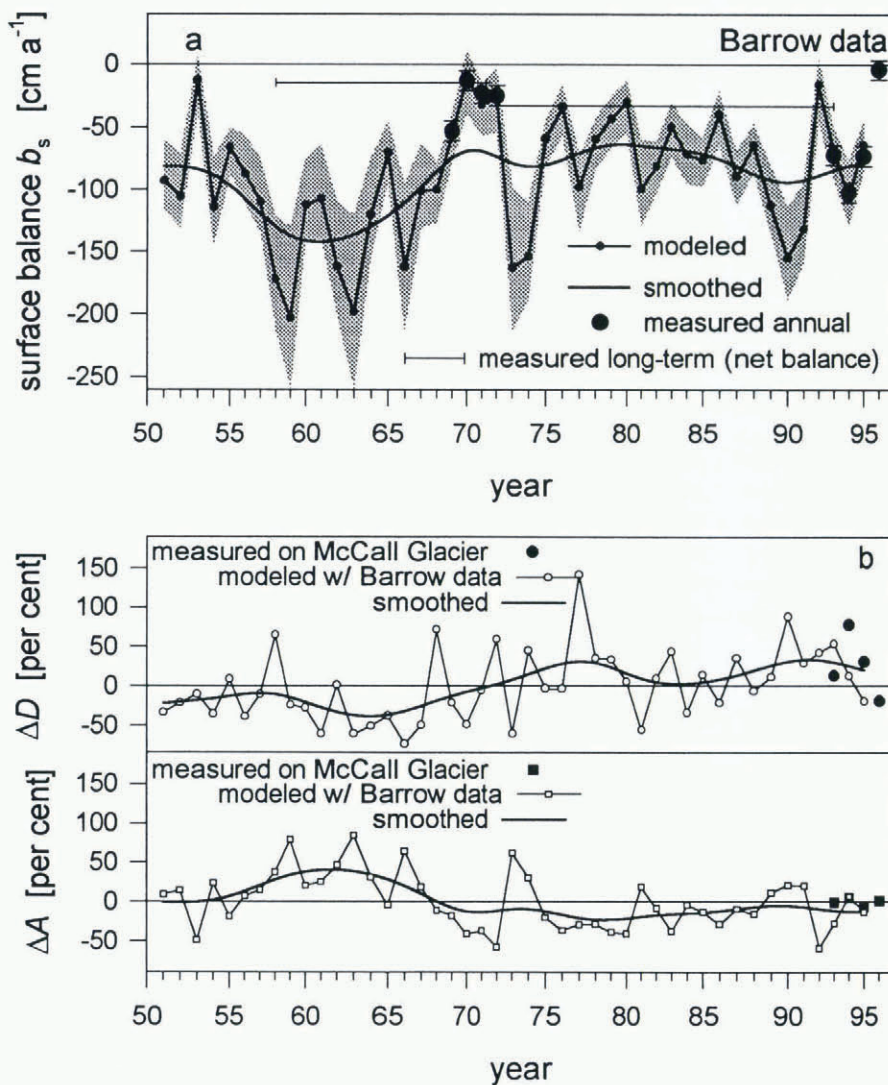 a
Barrow data
surface balance bs [cm a-1]
0
-50
-100
-150
-200
-250
modeled
smoothed
measured annual
measured long-term (net balance)
50 55 60 65 70 75 80 85 90 95
year
b
ΔD [per cent]
measured on McCall Glacier
modeled w/ Barrow data
smoothed
150
100
50
0
-50
ΔA [per cent]
measured on McCall Glacier
modeled w/ Barrow data
smoothed
150
100
50
0
-50
50 55 60 65 70 75 80 85 90 95
year